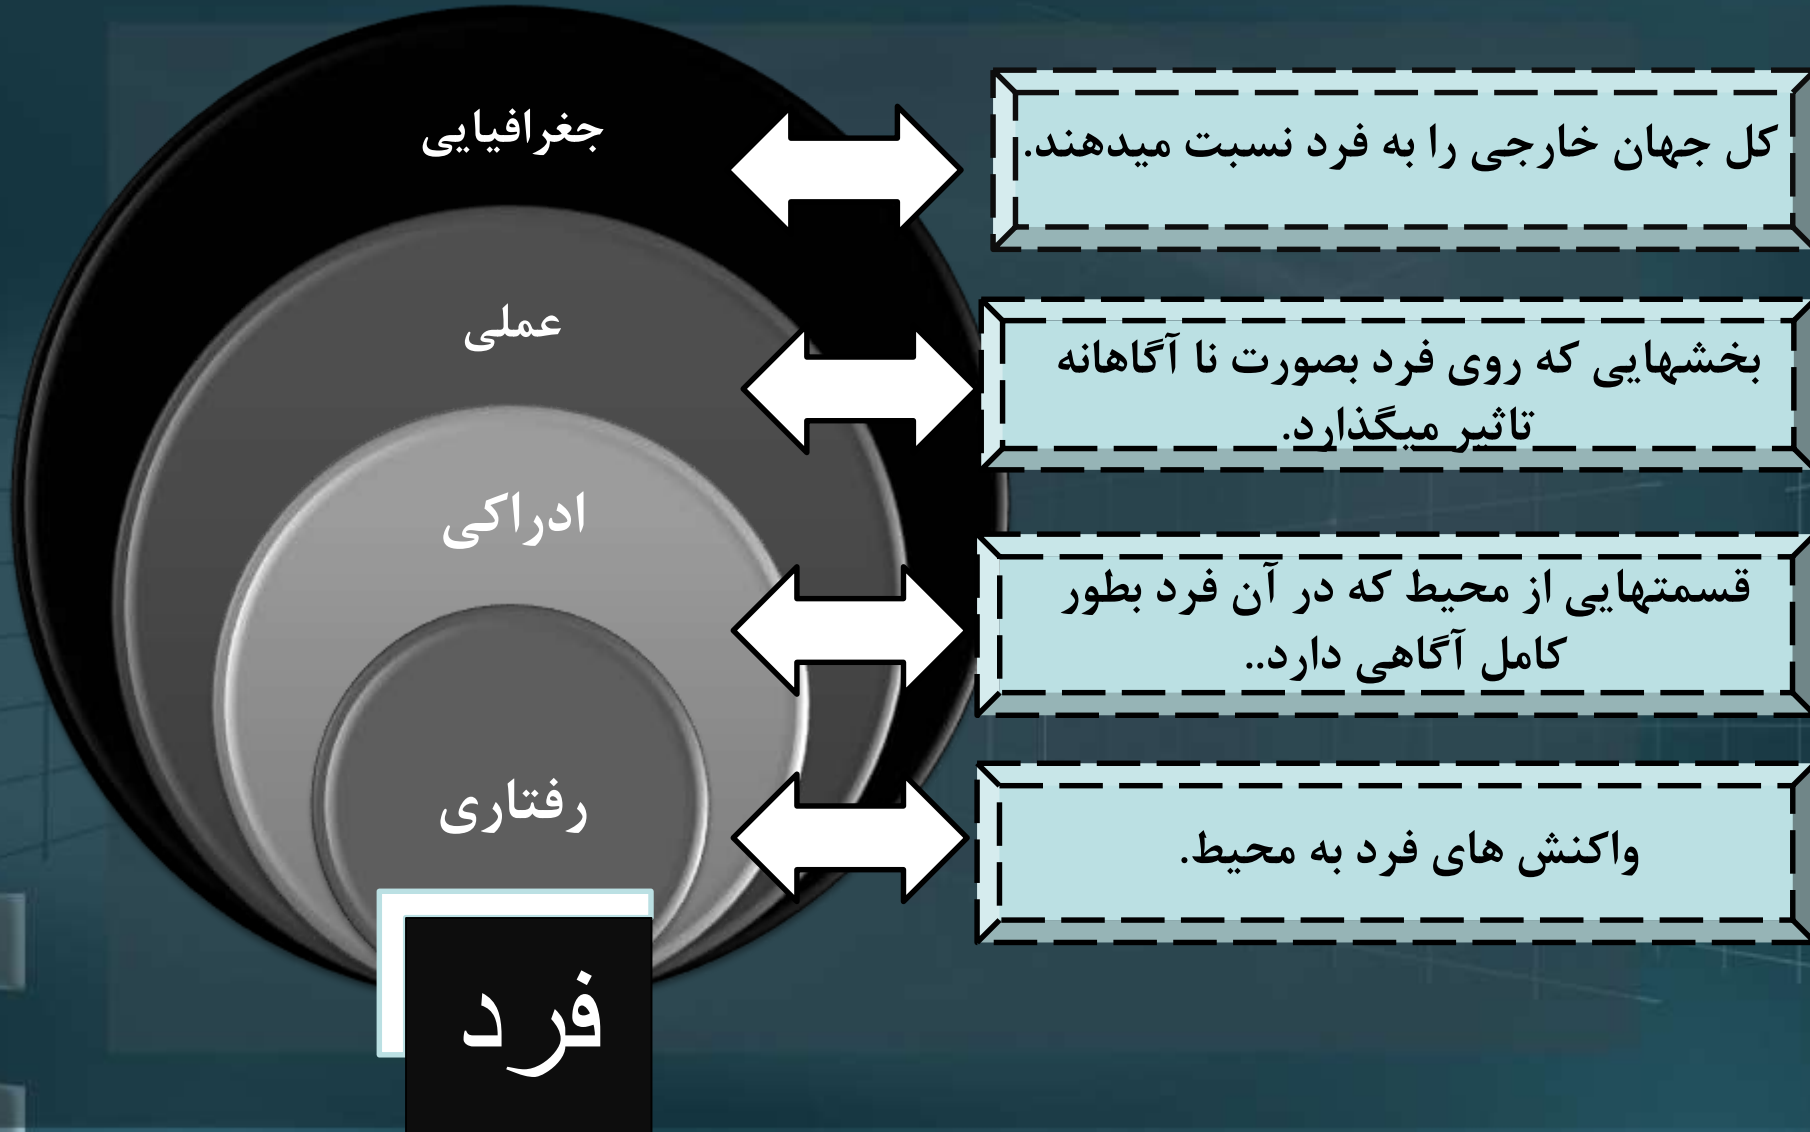 جغرافیایی
کل جهان خارجی را به فرد نسبت میدهند.
عملی
بخشهایی که روی فرد بصورت نا آگاهانه
تاثیر میگذارد.
ادراکی
قسمتهایی از محیط که در آن فرد بطور
کامل آگاهی دارد..
رفتاری
واکنش های فرد به محیط.
فرد